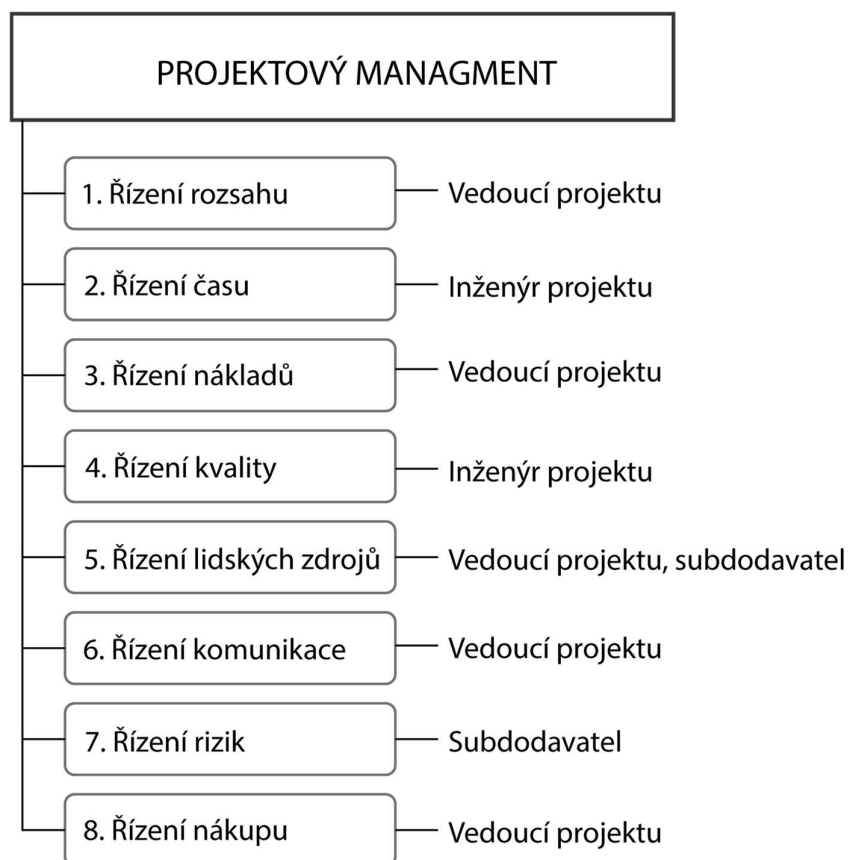 PROJEKTOVÝ MANAGMENT
1. Řízení rozsahu
Vedoucí projektu
2. Řízení času
Inženýr projektu
3. Řízení nákladů
Vedoucí projektu
4. Řízení kvality
Inženýr projektu
5. Řízení lidských zdrojů
Vedoucí projektu, subdodavatel
6. Řízení komunikace
Vedoucí projektu
7. Řízení rizik
Subdodavatel
8. Řízení nákupu
Vedoucí projektu